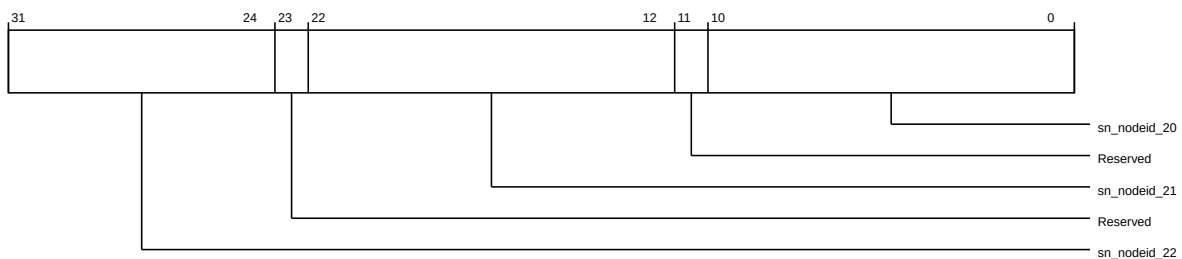 31 24 23 22 12 11 10 0
sn_nodeid_20
Reserved
sn_nodeid_21
Reserved
sn_nodeid_22